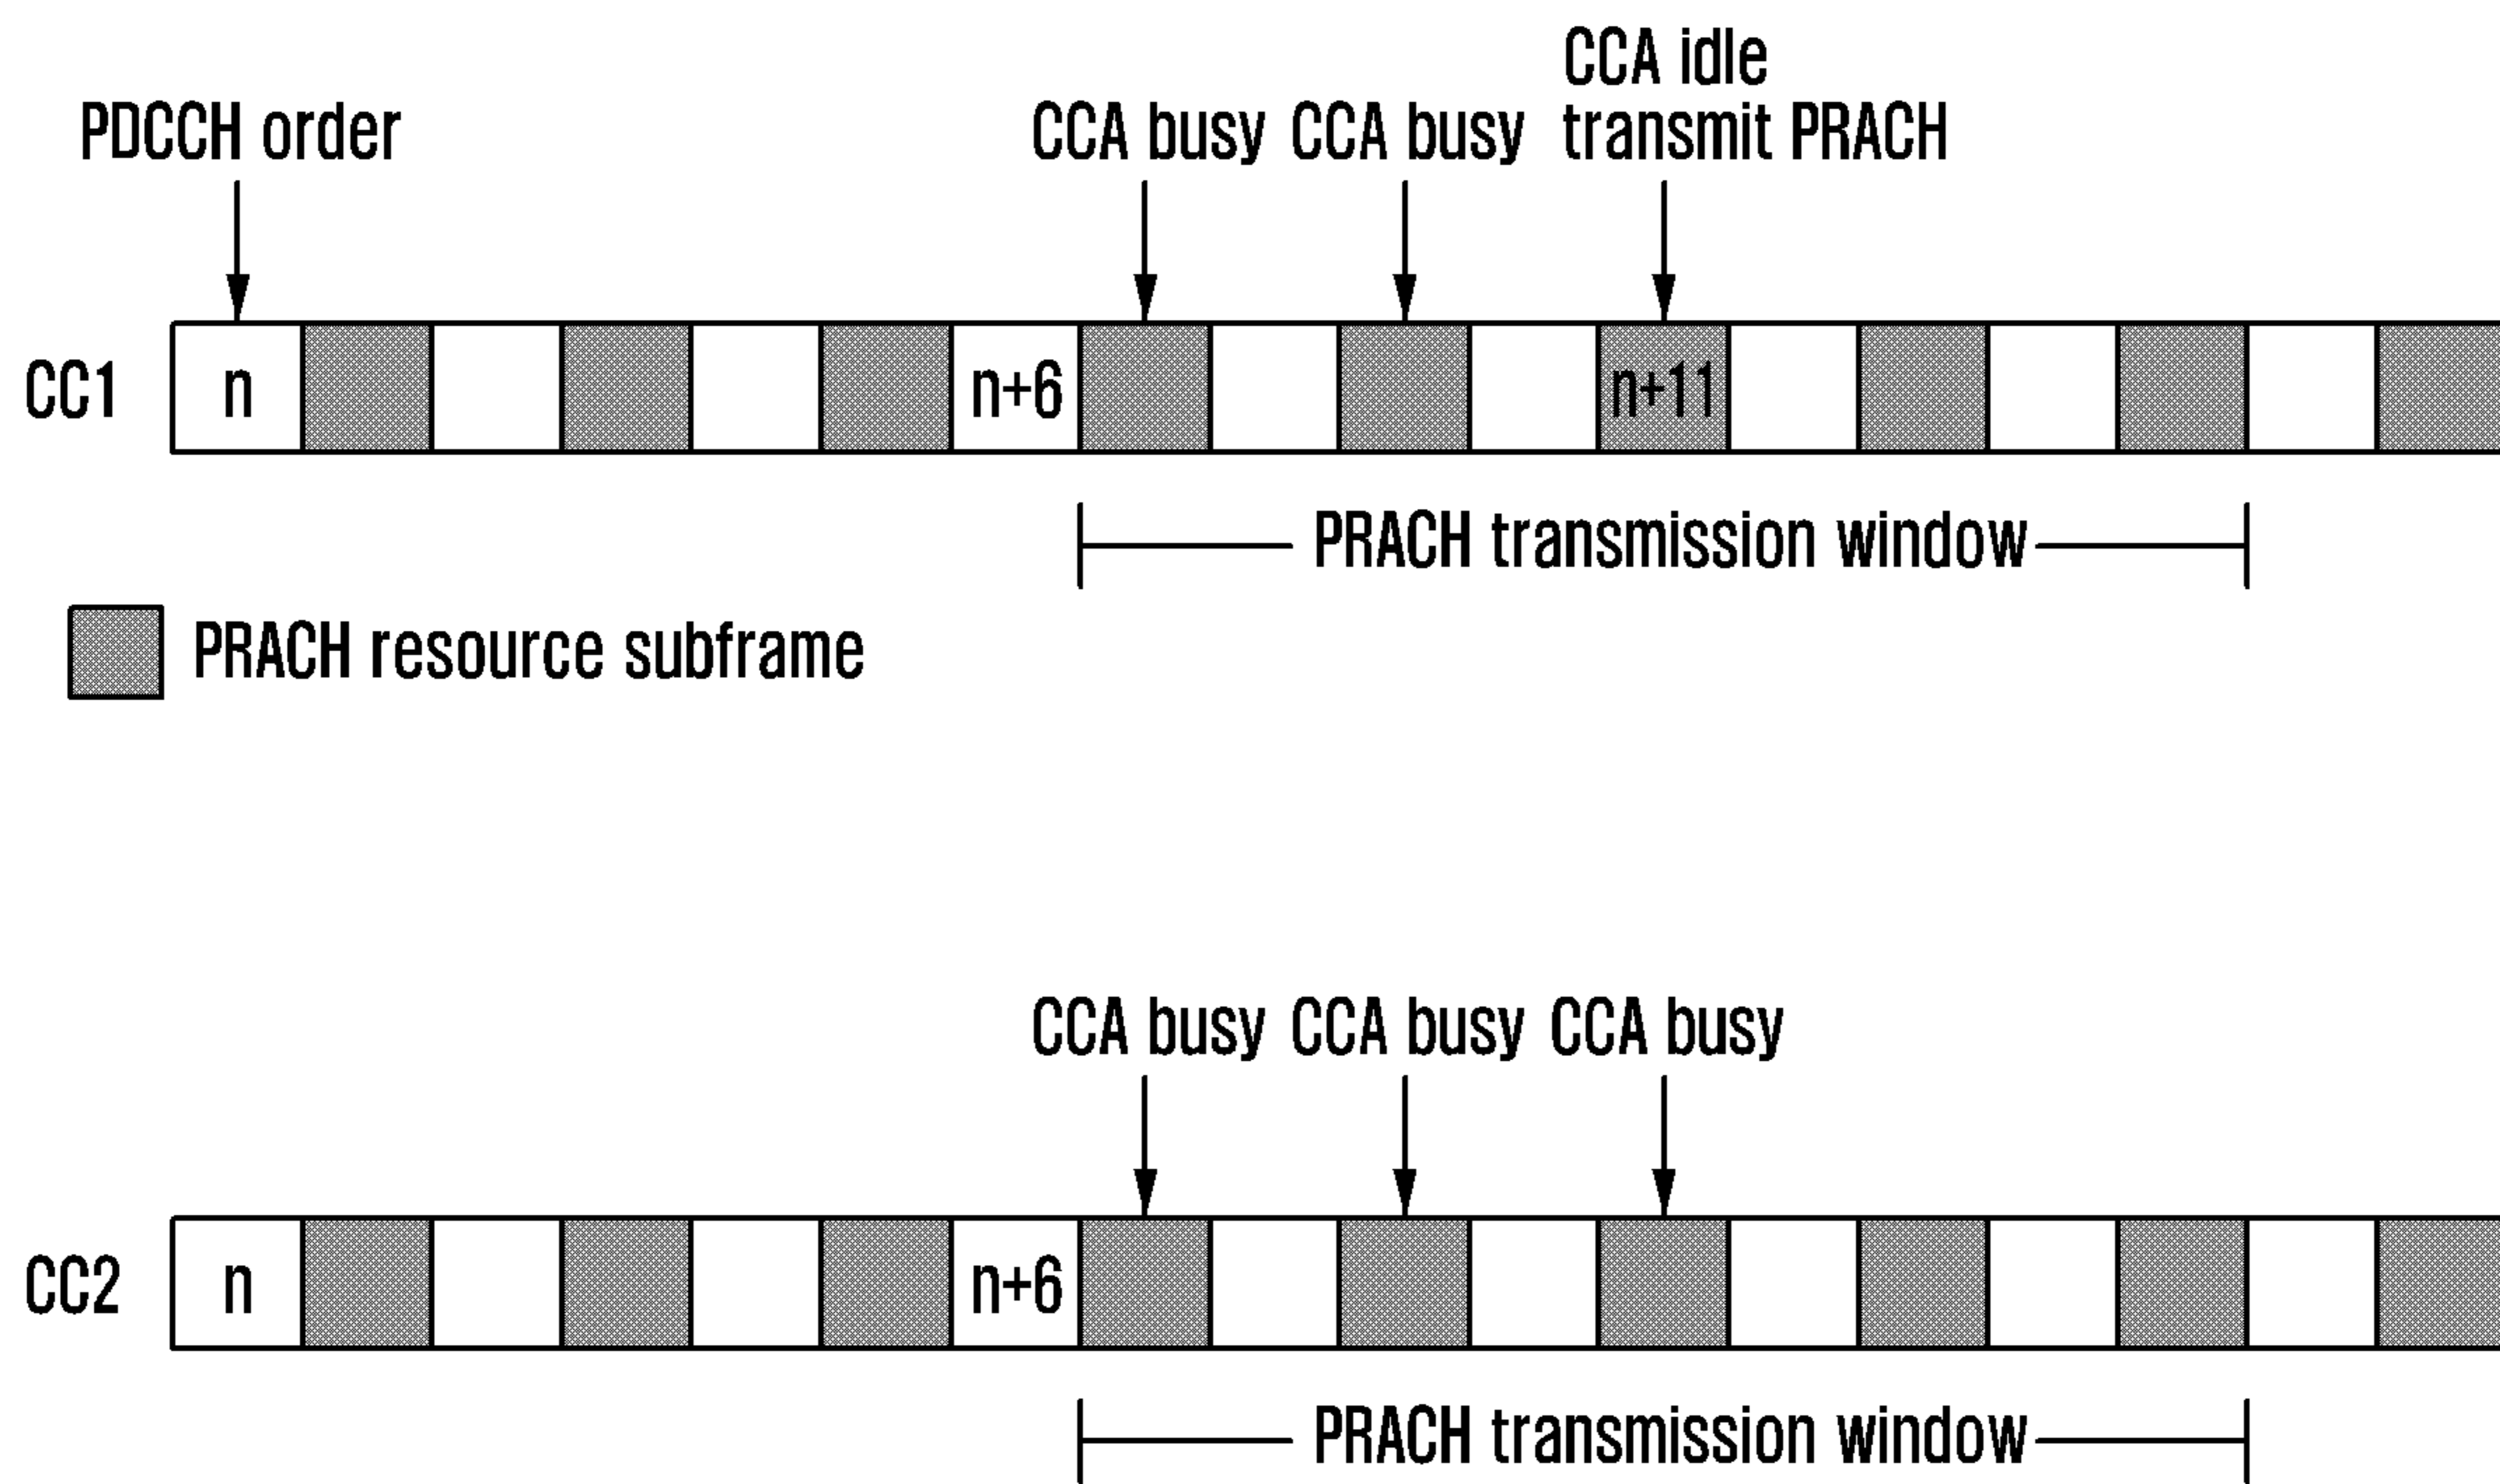 CCA idle
PDCCH order CCA busy CCA busy transmit PRACH
CC1 n n+6 n+11
PRACH transmission window
PRACH resource subframe
CCA busy CCA busy CCA busy
CC2 n n+6
PRACH transmission window